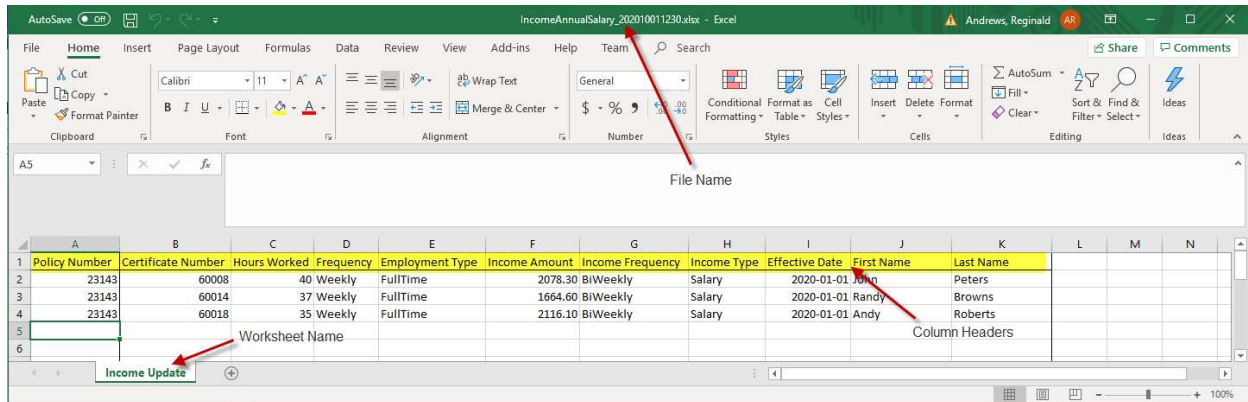 AutoSave Off IncomeAnnualSalary_202010011230.xlsx - Excel Andrews, Reginald AR
File Home Insert Page Layout Formulas Data Review View Add-ins Help Team Search Share Comments
Paste Cut Copy Format Painter
Calibri 11 A A
B I U A
Wrap Text
Merge & Center
General
$ % 9 .00 .0
Conditional Formatting Format as Table Cell Styles
Insert Delete Format
AutoSum Fill Clear
Sort & Filter Find & Select
Ideas
Clipboard Font Alignment Number Styles Cells Editing Ideas
A5 fx
File Name
A B C D E F G H I J K L M N
1 Policy Number Certificate Number Hours Worked Frequency Employment Type Income Amount Income Frequency Income Type Effective Date First Name Last Name
2 23143 60008 40 Weekly FullTime 2078.30 BiWeekly Salary 2020-01-01 John Peters
3 23143 60014 37 Weekly FullTime 1664.60 BiWeekly Salary 2020-01-01 Randy Browns
4 23143 60018 35 Weekly FullTime 2116.10 BiWeekly Salary 2020-01-01 Andy Roberts
5
Worksheet Name Column Headers
6
Income Update
100%